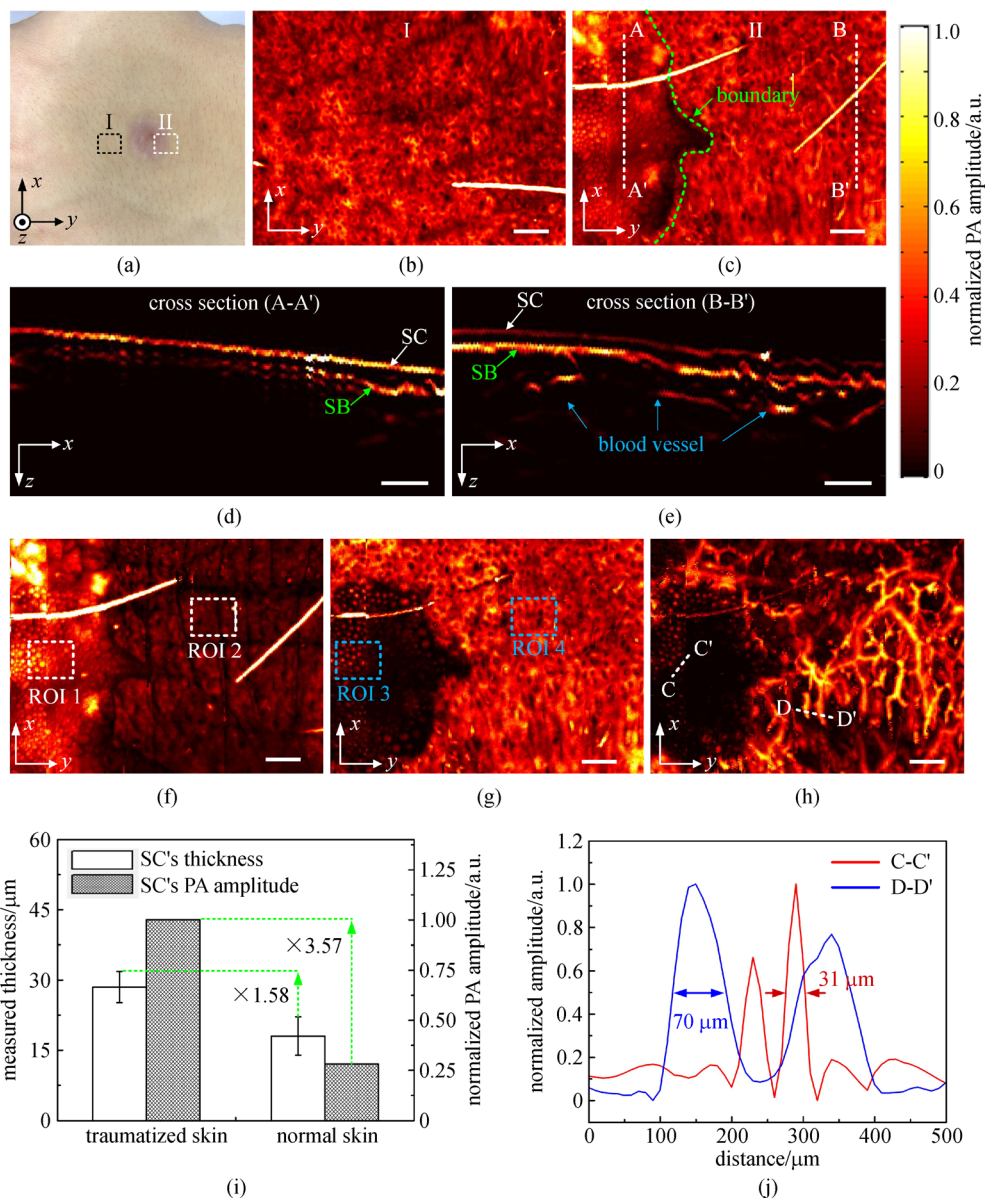 I
II
x
y
z
(a)
I
x
y
(b)
A
II
B
boundary
A'
B'
x
y
(c)
1.0
0.8
0.6
0.4
0.2
0
normalized PA amplitude/a.u.
cross section (A-A')
SC
SB
x
z
(d)
SC
cross section (B-B')
SB
blood vessel
x
z
(e)
ROI 1
ROI 2
x
y
(f)
ROI 3
ROI 4
x
y
(g)
C'
C
D
D'
x
y
(h)
60
45
30
15
0
measured thickness/μm
SC's thickness
SC's PA amplitude
×3.57
×1.58
1.25
1.00
0.75
0.50
0.25
0
normalized PA amplitude/a.u.
traumatized skin
normal skin
(i)
1.2
1.0
0.8
0.6
0.4
0.2
0
normalized amplitude/a.u.
C-C'
D-D'
31 μm
70 μm
0
100
200
300
400
500
distance/μm
(j)